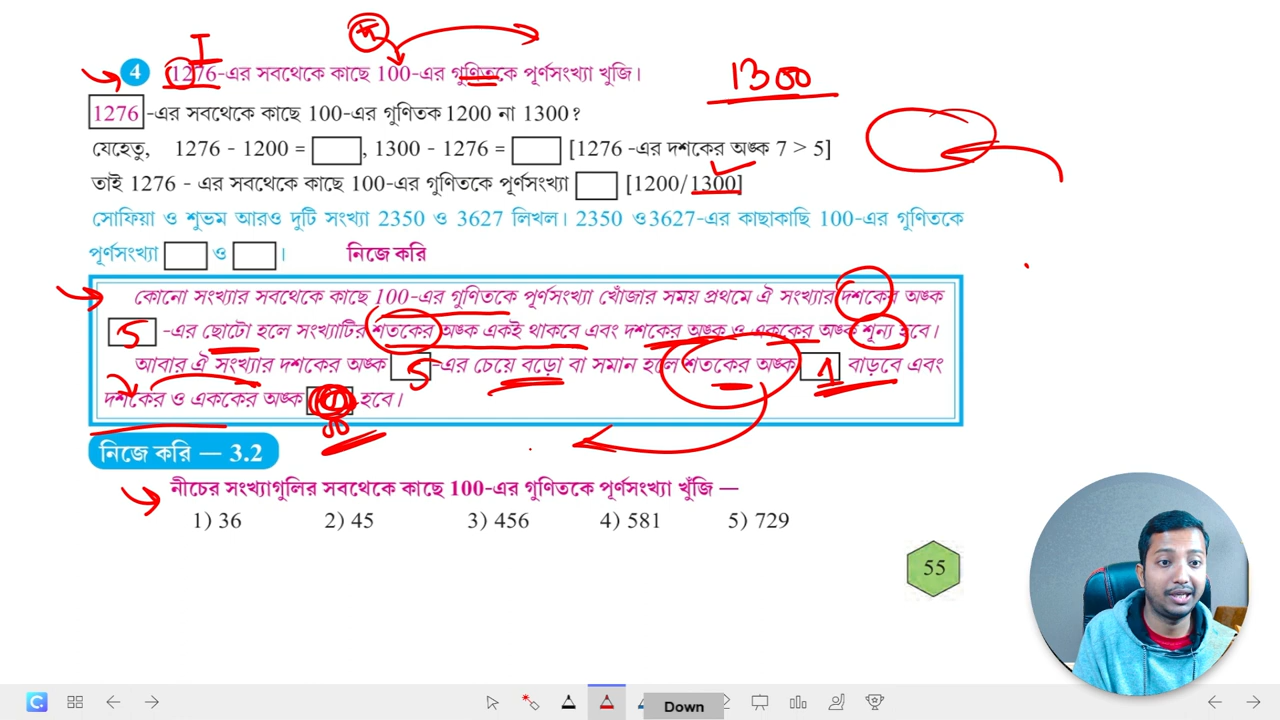 1300
4 1276-এর সবথেকে কাছে 100-এর গুণিতকে পূর্ণসংখ্যা খুজি।
1276 -এর সবথেকে কাছে 100-এর গুণিতক 1200 না 1300 ?
যেহেতু, 1276 - 1200 = , 1300 - 1276 = [1276 -এর দশকের অঙ্ক 7 > 5]
তাই 1276 - এর সবথেকে কাছে 100-এর গুণিতকে পূর্ণসংখ্যা [1200/1300]
সোফিয়া ও শুভম আরও দুটি সংখ্যা 2350 ও 3627 লিখল। 2350 ও 3627-এর কাছাকাছি 100-এর গুণিতকে
পূর্ণসংখ্যা ও । নিজে করি
কোনো সংখ্যার সবথেকে কাছে 100-এর গুণিতকে পূর্ণসংখ্যা খোঁজার সময় প্রথমে ঐ সংখ্যার দশকের অঙ্ক
5 -এর ছোটো হলে সংখ্যাটির শতকের অঙ্ক একই থাকবে এবং দশকের অঙ্ক ও এককের অঙ্ক শূন্য হবে।
আবার ঐ সংখ্যার দশকের অঙ্ক 5 -এর চেয়ে বড়ো বা সমান হলে শতকের অঙ্ক 1 বাড়বে এবং
দশকের ও এককের অঙ্ক হবে।
00
নিজে করি — 3.2
নীচের সংখ্যাগুলির সবথেকে কাছে 100-এর গুণিতকে পূর্ণসংখ্যা খুঁজি —
1) 36 2) 45 3) 456 4) 581 5) 729
55
Down